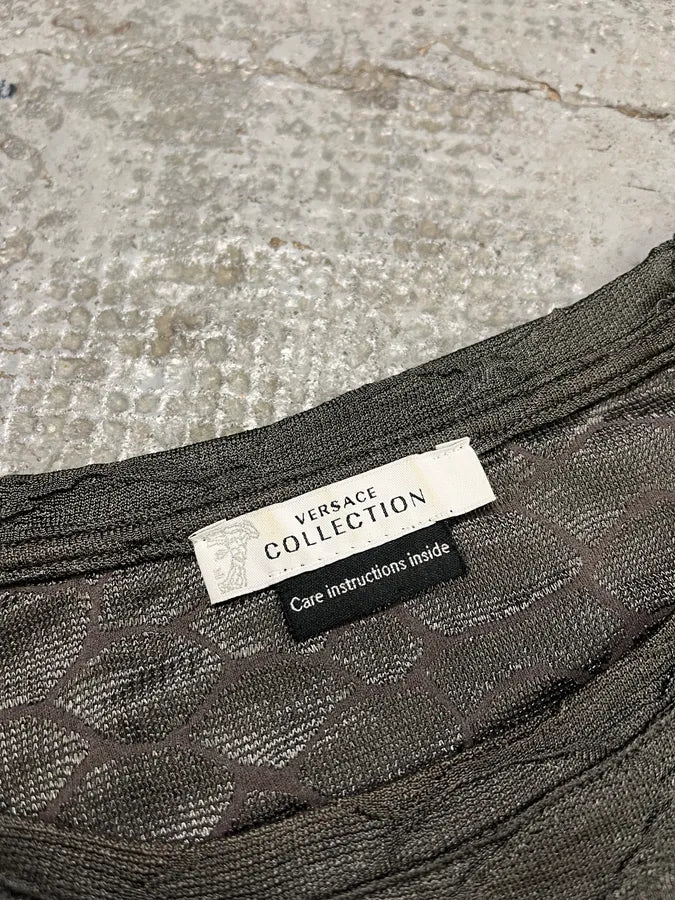 VERSACE
COLLECTION
Care instructions inside